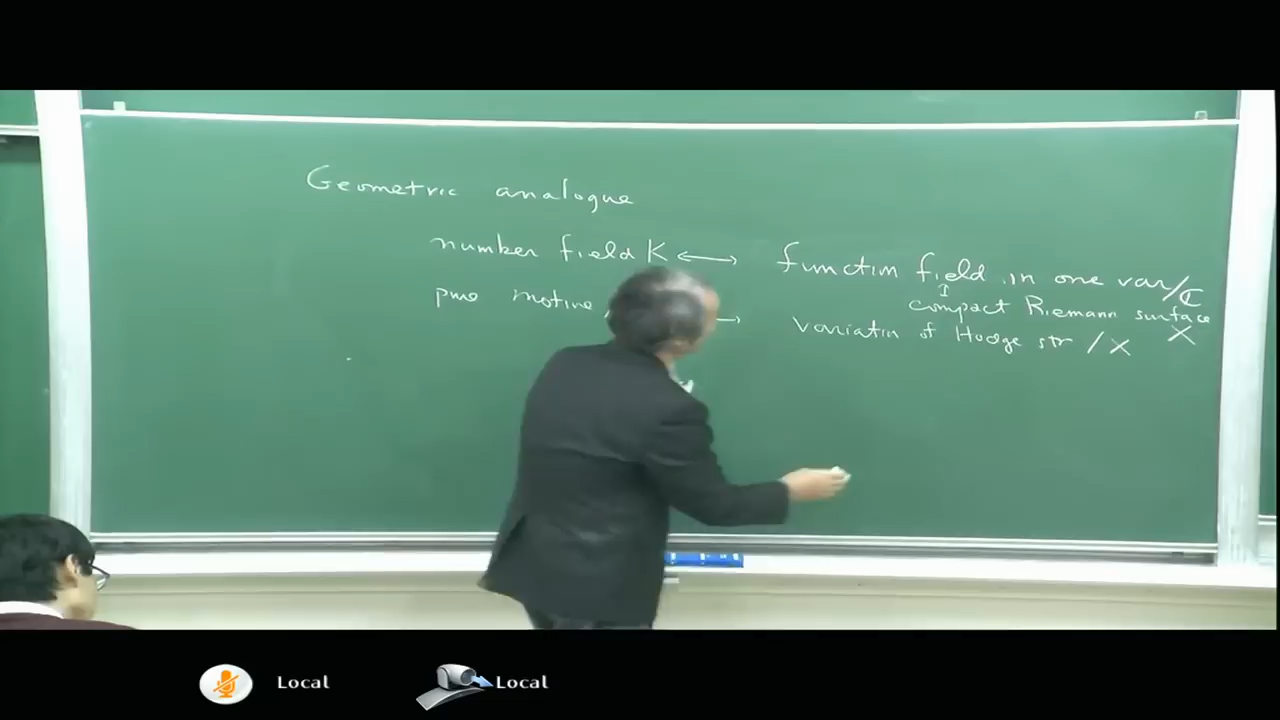 Geometric analogue
number field K ⟷ function field in one var/ℂ
↕
compact Riemann surface X
pure motive → variation of Hodge str /X
Local Local